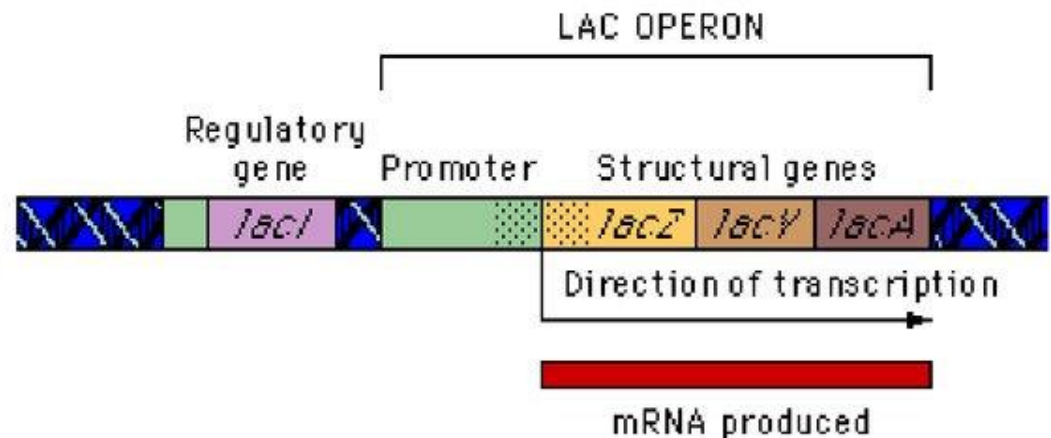 LAC OPERON
Regulatory
gene
Promoter
Structural genes
lacI
lacZ
lacY
lacA
Direction of transcription
mRNA produced